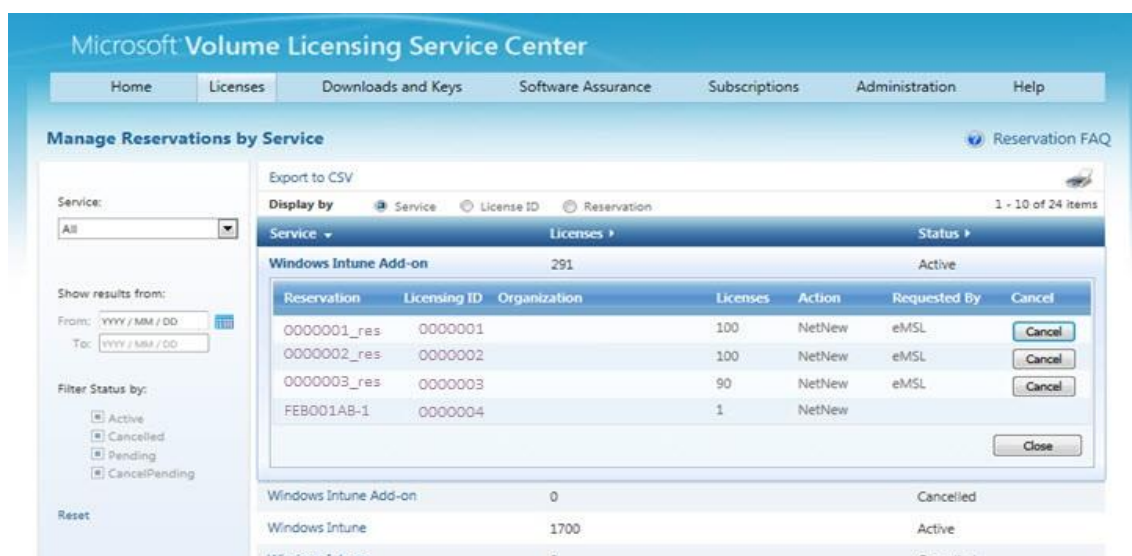 Microsoft Volume Licensing Service Center
Home Licenses Downloads and Keys Software Assurance Subscriptions Administration Help
Manage Reservations by Service
Reservation FAQ
Export to CSV
Service:
Display by Service License ID Reservation 1 - 10 of 24 items
All
Service Licenses Status
Windows Intune Add-on 291 Active
Show results from:
Reservation Licensing ID Organization Licenses Action Requested By Cancel
From: YYYY / MM / DD
To: YYYY / MM / DD
0000001_res 0000001 100 NetNew eMSL Cancel
0000002_res 0000002 100 NetNew eMSL Cancel
0000003_res 0000003 90 NetNew eMSL Cancel
FEB001AB-1 0000004 1 NetNew
Filter Status by:
Active
Cancelled
Pending
CancelPending
Close
Reset
Windows Intune Add-on 0 Cancelled
Windows Intune 1700 Active